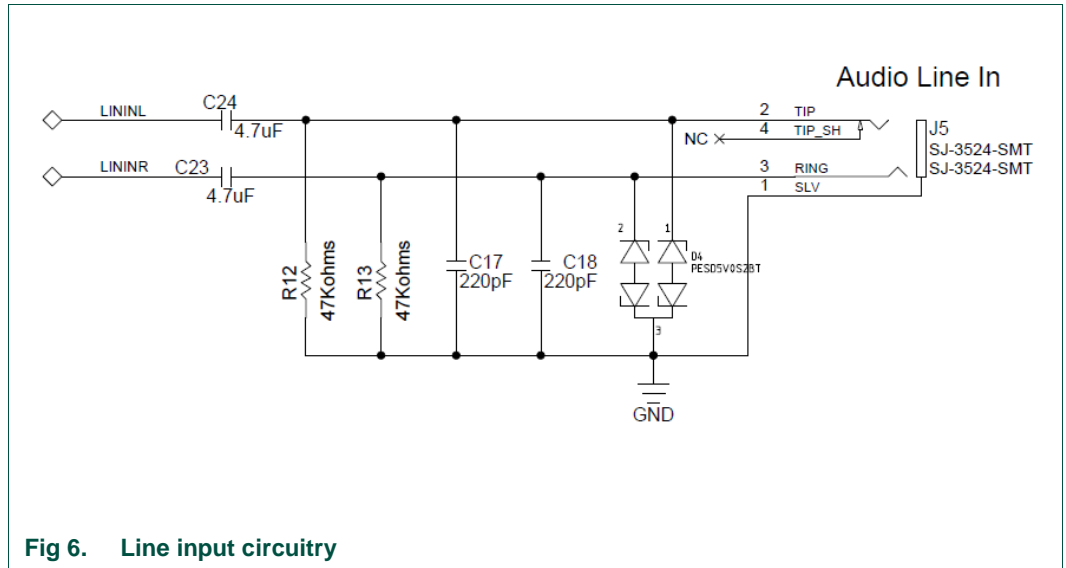 Audio Line In
LININL
C24
4.7uF
2 TIP
4 TIP_SH
NC
J5
SJ-3524-SMT
SJ-3524-SMT
LININR
C23
4.7uF
3 RING
1 SLV
R12
47Kohms
R13
47Kohms
C17
220pF
C18
220pF
2
1
D4
PESD5V0S2BT
3
GND
Fig 6. Line input circuitry